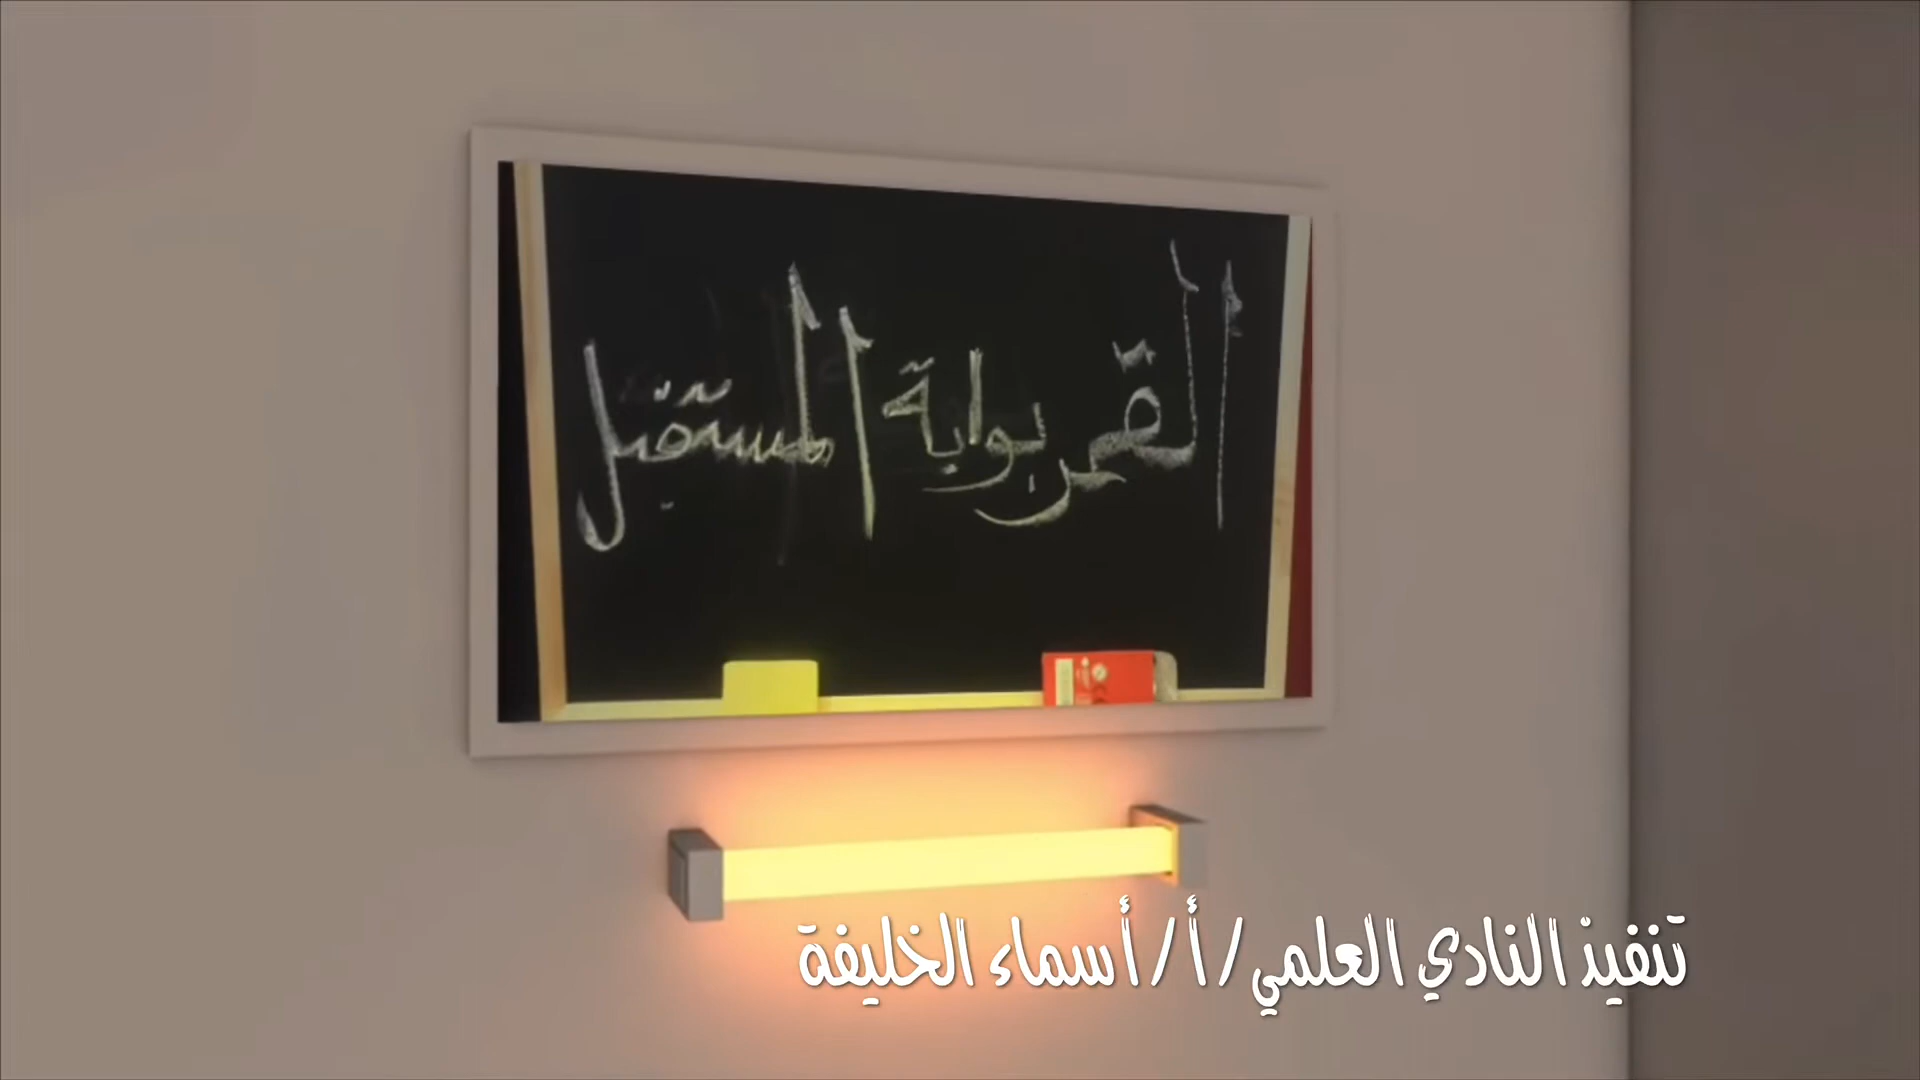 القمر بوابة المستقبل
تنفيذ النادي العلمي / أ / أسماء الخليفة